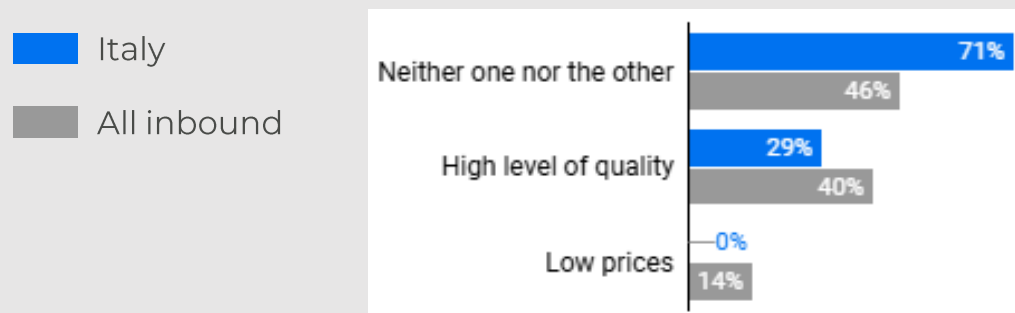 Italy
All inbound
Neither one nor the other
71%
46%
High level of quality
29%
40%
Low prices
0%
14%